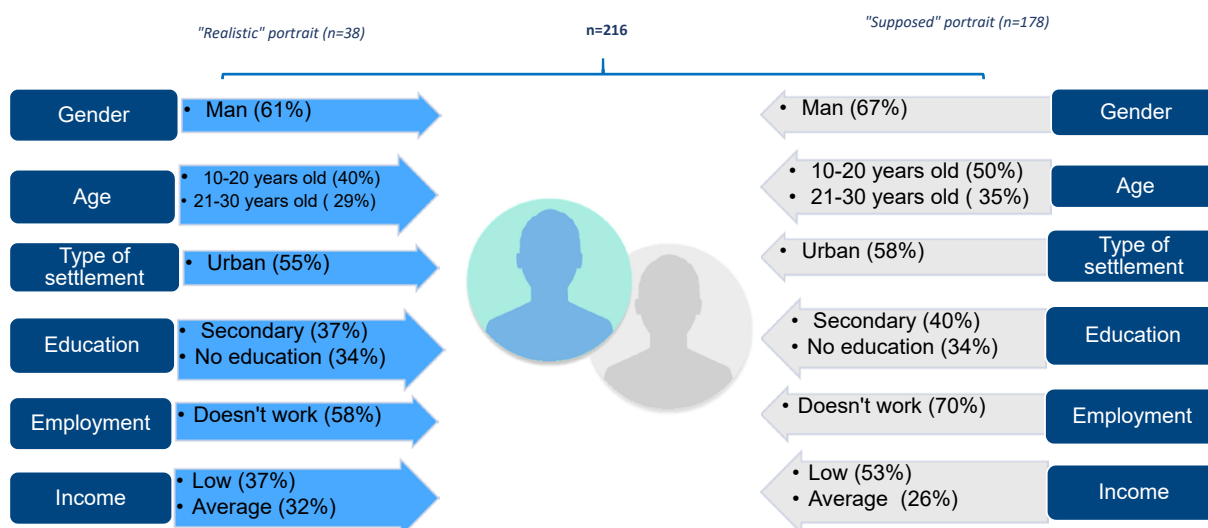 "Realistic" portrait (n=38)
n=216
"Supposed" portrait (n=178)
Gender
• Man (61%)
• Man (67%)
Gender
Age
• 10-20 years old (40%)
• 21-30 years old ( 29%)
• 10-20 years old (50%)
• 21-30 years old ( 35%)
Age
Type of
settlement
• Urban (55%)
• Urban (58%)
Type of
settlement
Education
• Secondary (37%)
• No education (34%)
• Secondary (40%)
• No education (34%)
Education
Employment
• Doesn't work (58%)
• Doesn't work (70%)
Employment
Income
• Low (37%)
• Average (32%)
• Low (53%)
• Average  (26%)
Income